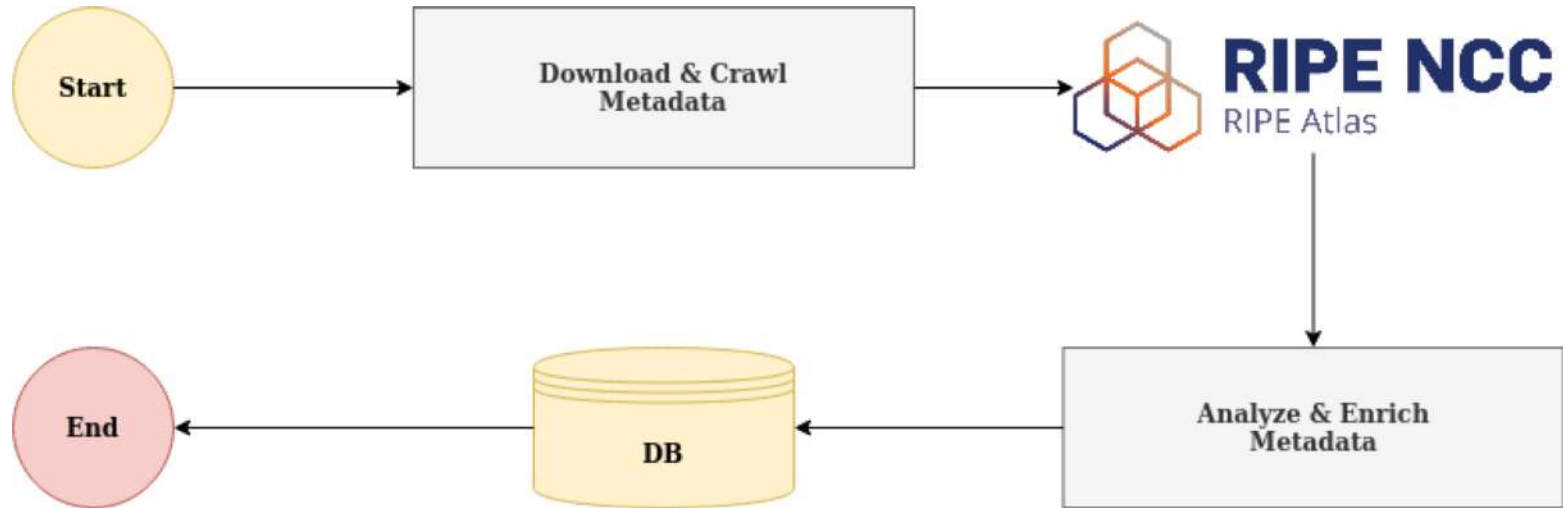 Start
Download & Crawl
Metadata
RIPE NCC
RIPE Atlas
Analyze & Enrich
Metadata
DB
End